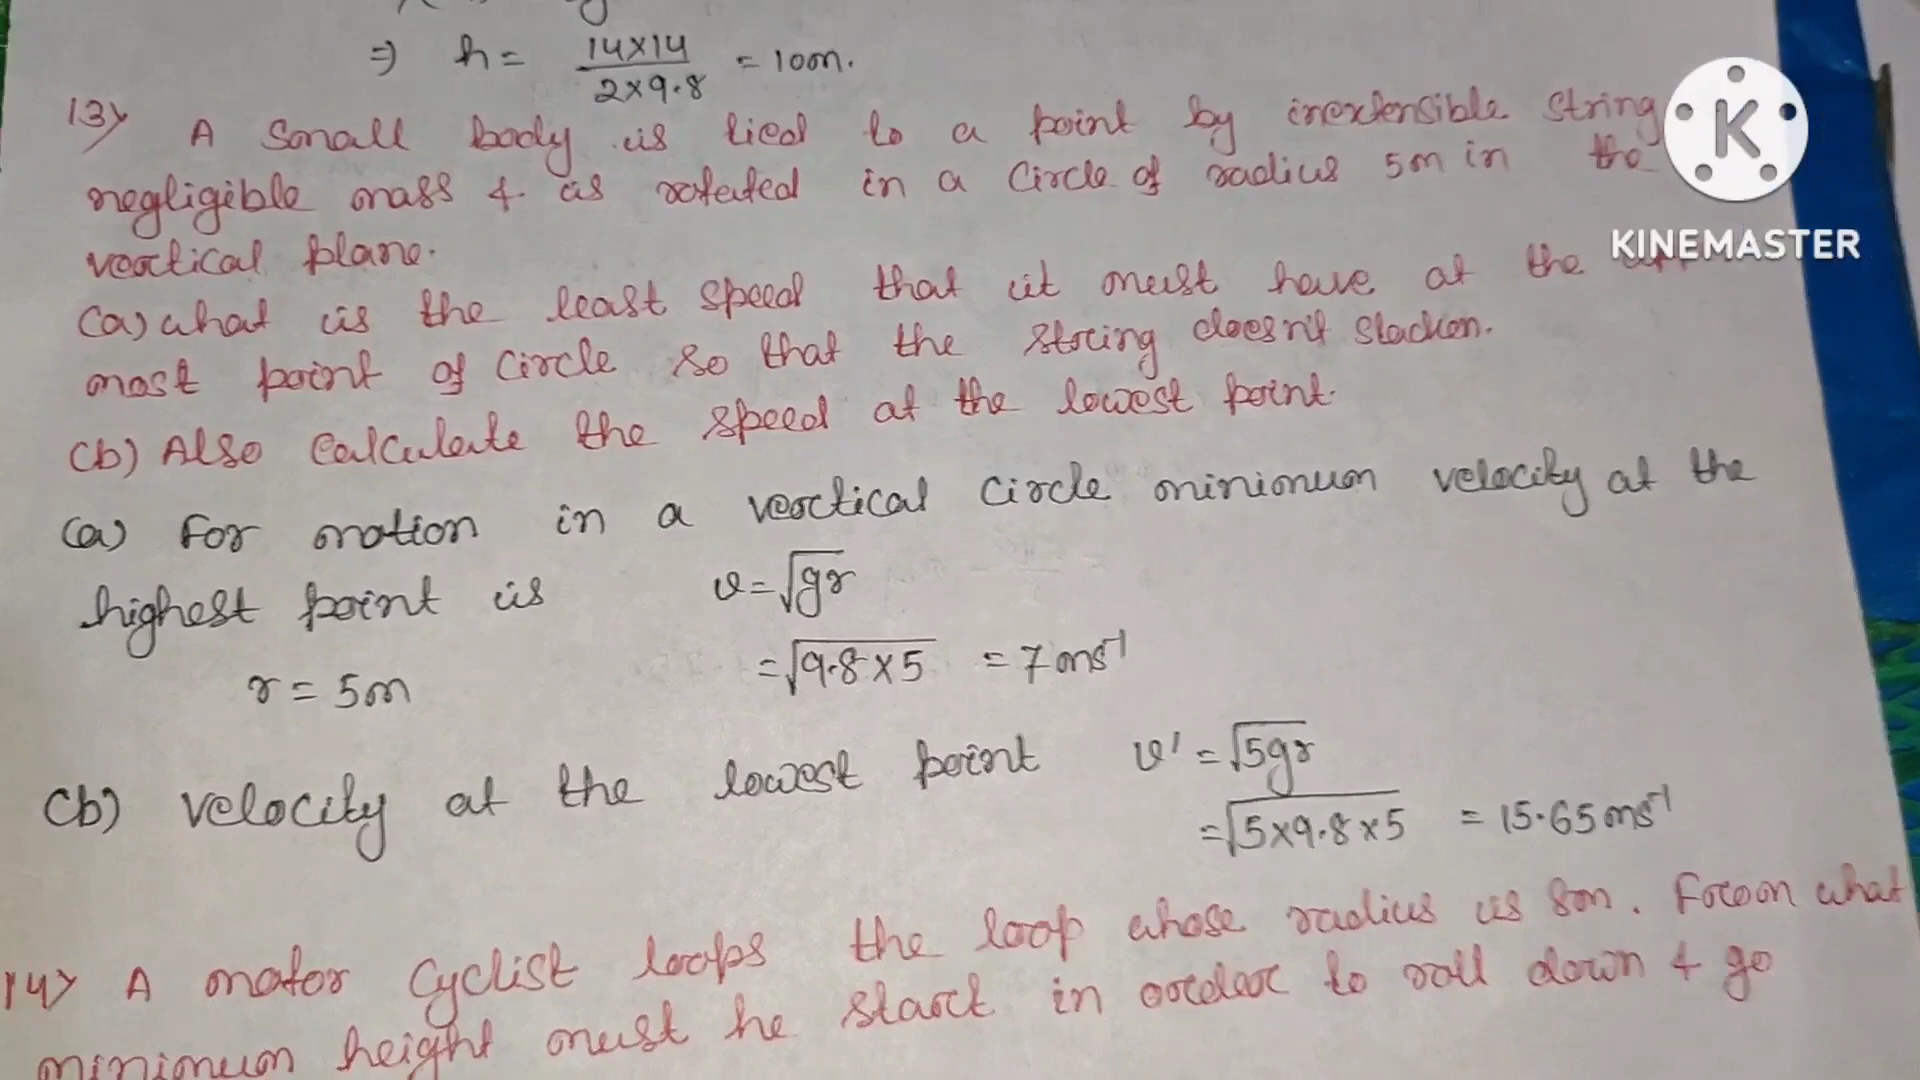 ⇒ h = 14×14 / 2×9.8 = 10m.
13) A small body is tied to a point by inextensible string
negligible mass & is rotated in a circle of radius 5m in the
vertical plane.
(a) what is the least speed that it must have at the
most point of circle so that the string doesn't slacken.
(b) Also calculate the speed at the lowest point.
(a) For motion in a vertical circle minimum velocity at the
highest point is v = √gr
= √9.8×5 = 7 ms⁻¹
r = 5m
(b) velocity at the lowest point v' = √5gr
= √5×9.8×5 = 15.65 ms⁻¹
14) A motor cyclist loops the loop whose radius is 8m. From what
minimum height must he start in order to roll down & go
K
KINEMASTER